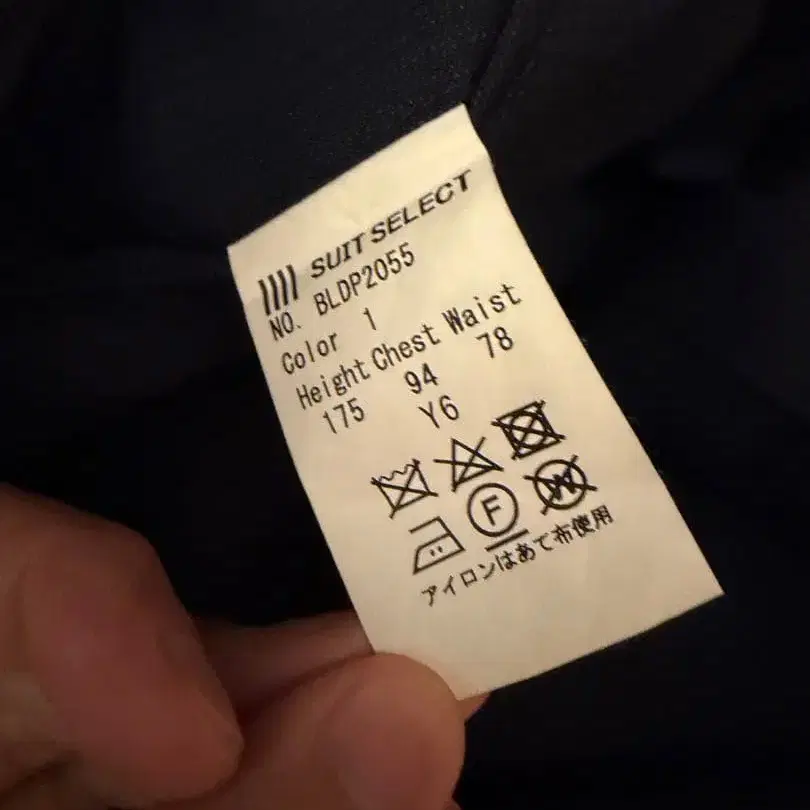 SUIT SELECT
NO. BLDP2055
Color 1
Height Chest Waist
175 94 78
Y6
F
W
アイロンはあて布使用